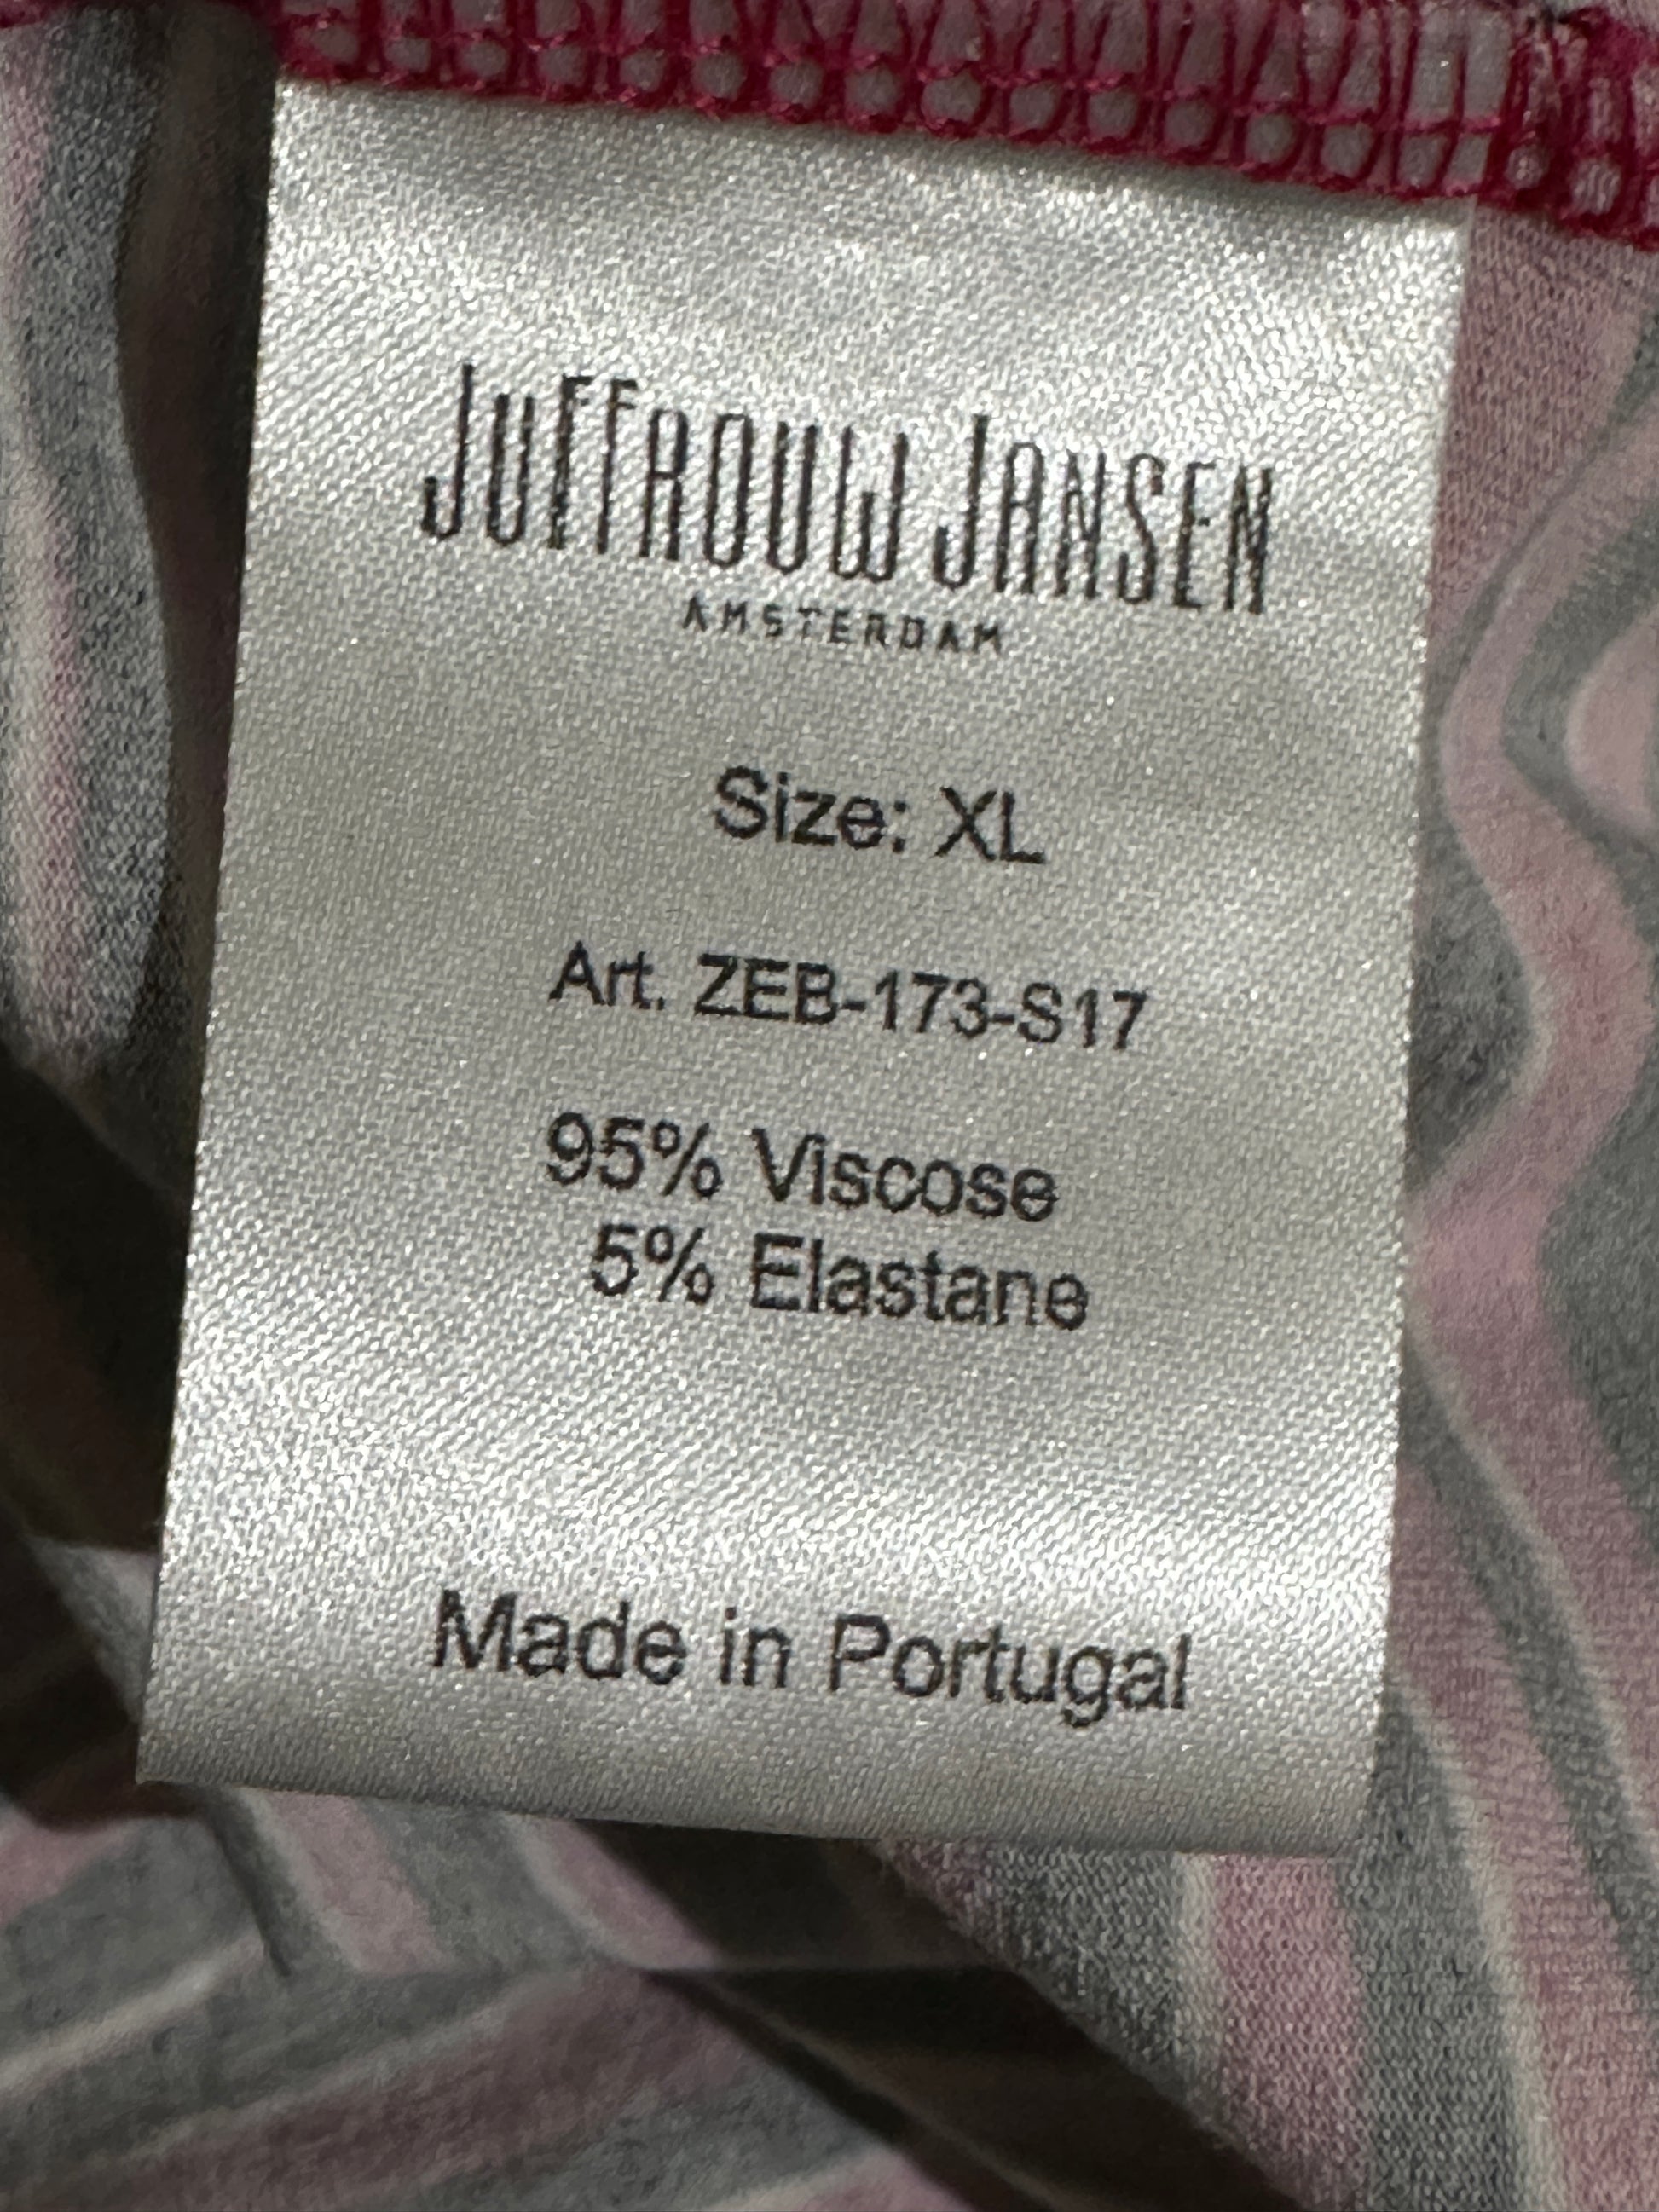 JUFFROUW JANSEN
AMSTERDAM
Size: XL
Art. ZEB-173-S17
95% Viscose
5% Elastane
Made in Portugal